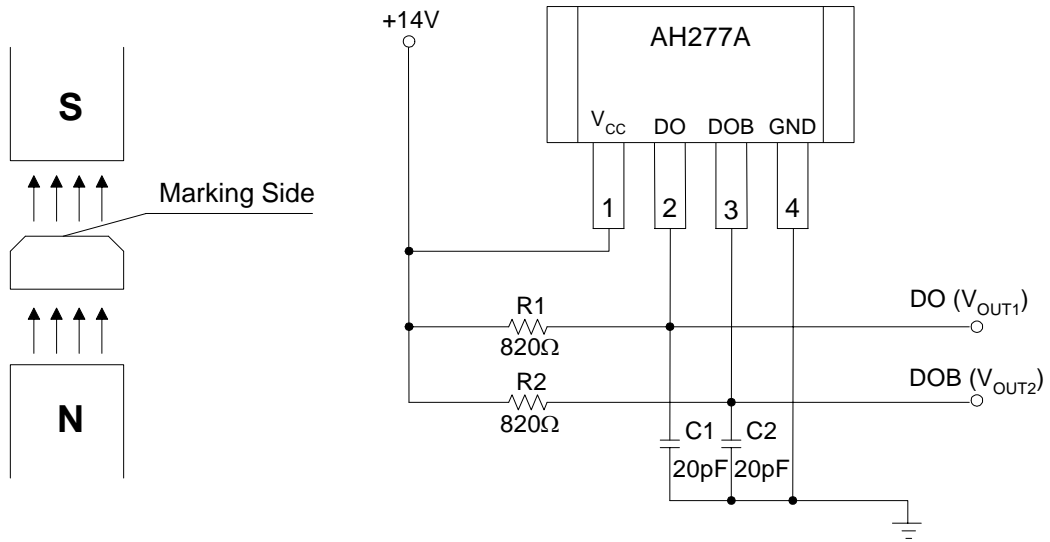 S
Marking Side
N
+14V
AH277A
VCC DO DOB GND
1 2 3 4
R1
820Ω
DO (VOUT1)
R2
820Ω
DOB (VOUT2)
C1 C2
20pF 20pF